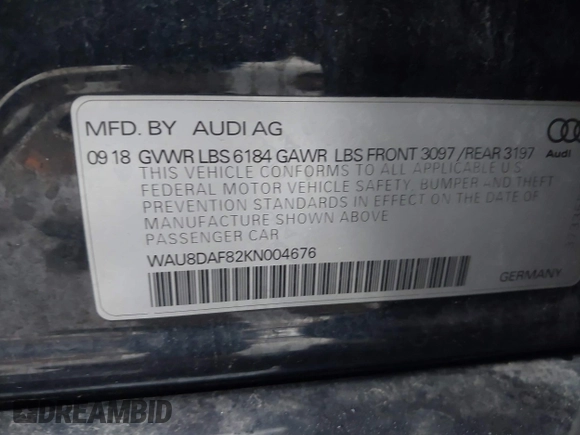 MFD. BY AUDI AG
09 18 GVWR LBS 6184 GAWR LBS FRONT 3097 / REAR 3197
Audi
THIS VEHICLE CONFORMS TO ALL APPLICABLE U.S.
FEDERAL MOTOR VEHICLE SAFETY, BUMPER AND THEFT
PREVENTION STANDARDS IN EFFECT ON THE DATE OF
MANUFACTURE SHOWN ABOVE
PASSENGER CAR
WAU8DAF82KN004676
GERMANY
DREAMBID